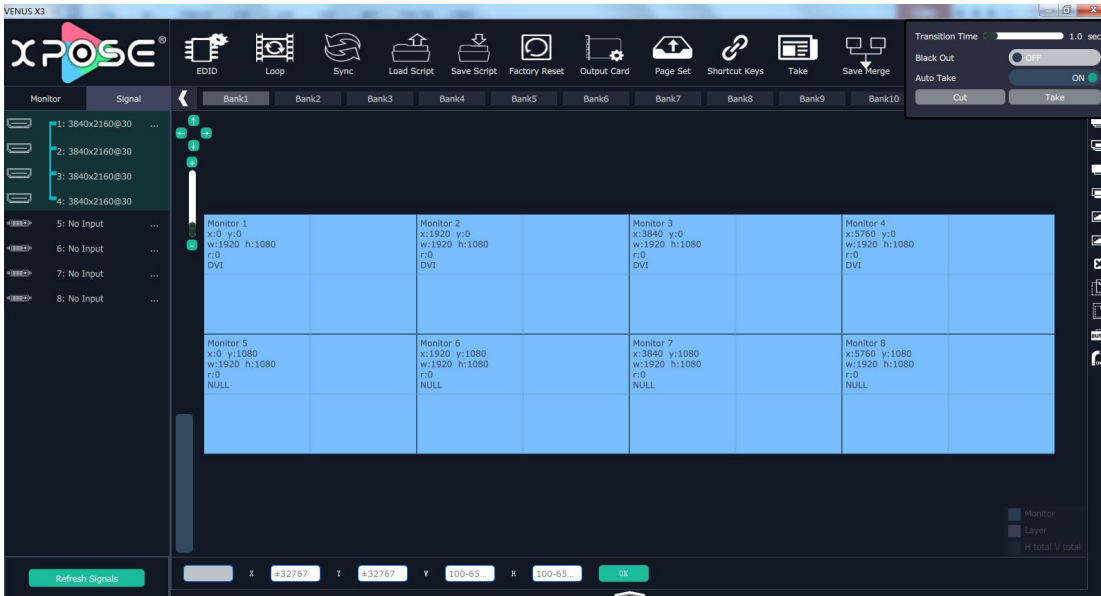 VENUS X3
XPOSE®
EDID
Loop
Sync
Load Script
Save Script
Factory Reset
Output Card
Page Set
Shortcut Keys
Take
Save Merge
Transition Time 1.0 sec
Black Out OFF
Auto Take ON
Cut Take
Monitor Signal
Bank1 Bank2 Bank3 Bank4 Bank5 Bank6 Bank7 Bank8 Bank9 Bank10
1: 3840x2160@30 ...
2: 3840x2160@30
3: 3840x2160@30
4: 3840x2160@30
5: No Input ...
6: No Input ...
7: No Input ...
8: No Input ...
Monitor 1
x:0 y:0
w:1920 h:1080
r:0
DVI
Monitor 2
x:1920 y:0
w:1920 h:1080
r:0
DVI
Monitor 3
x:3840 y:0
w:1920 h:1080
r:0
DVI
Monitor 4
x:5760 y:0
w:1920 h:1080
r:0
DVI
Monitor 5
x:0 y:1080
w:1920 h:1080
r:0
NULL
Monitor 6
x:1920 y:1080
w:1920 h:1080
r:0
NULL
Monitor 7
x:3840 y:1080
w:1920 h:1080
r:0
NULL
Monitor 8
x:5760 y:1080
w:1920 h:1080
r:0
NULL
Monitor
Layer
H total V total
Refresh Signals
X ±32767 Y ±32767 W 100-65... H 100-65... OK